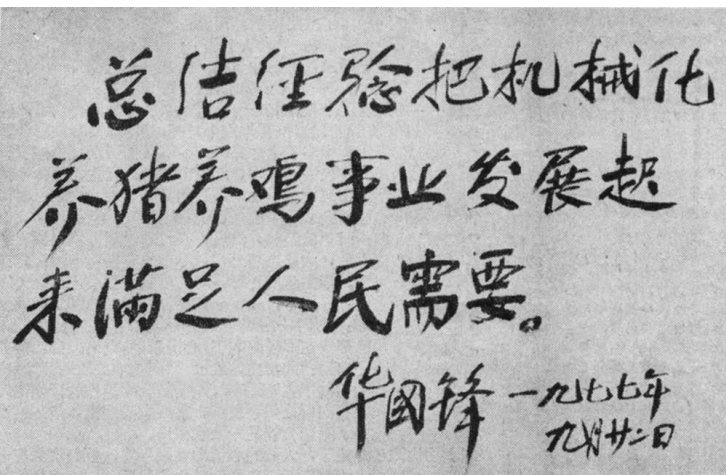 总结经验把机械化
养猪养鸡事业发展起
来满足人民需要。
华国锋 一九七七年
九月廿二日